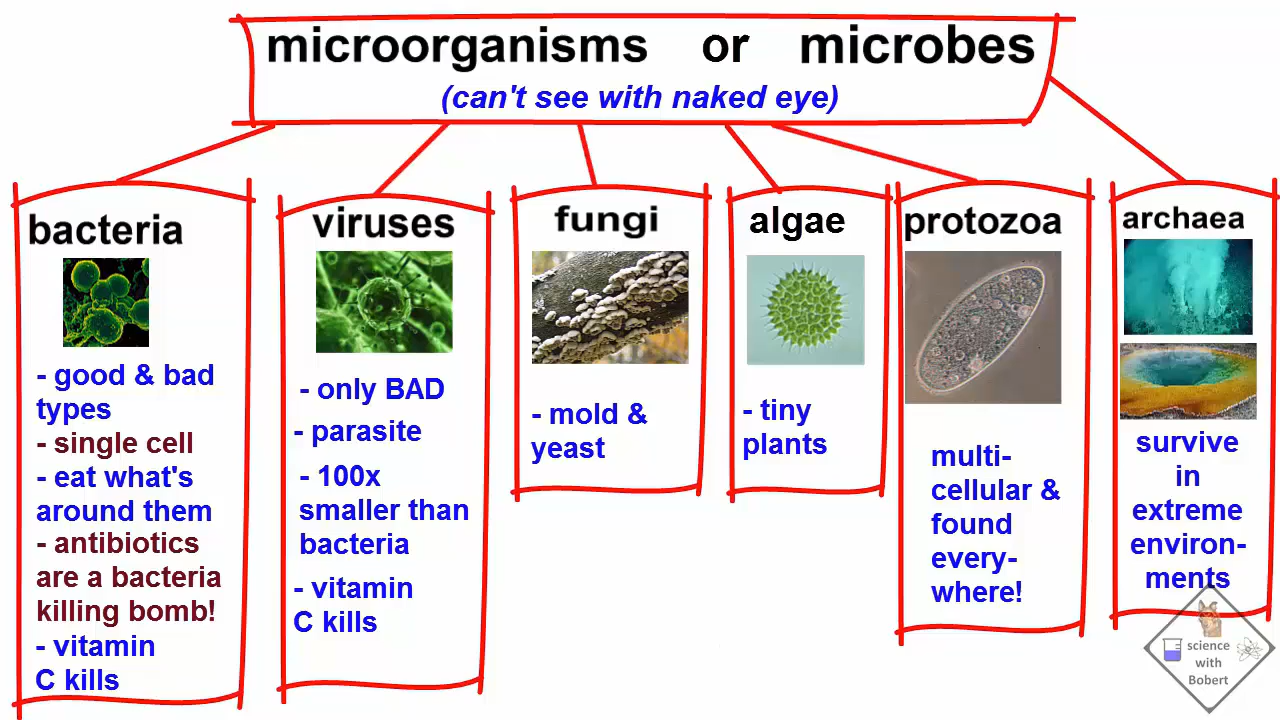 microorganisms or microbes
(can't see with naked eye)
bacteria
- good & bad
types
- single cell
- eat what's
around them
- antibiotics
are a bacteria
killing bomb!
- vitamin
C kills
viruses
- only BAD
- parasite
- 100x
smaller than
bacteria
- vitamin
C kills
fungi
- mold &
yeast
algae
- tiny
plants
protozoa
multi-
cellular &
found
every-
where!
archaea
survive
in
extreme
environ-
ments
science
with
Bobert